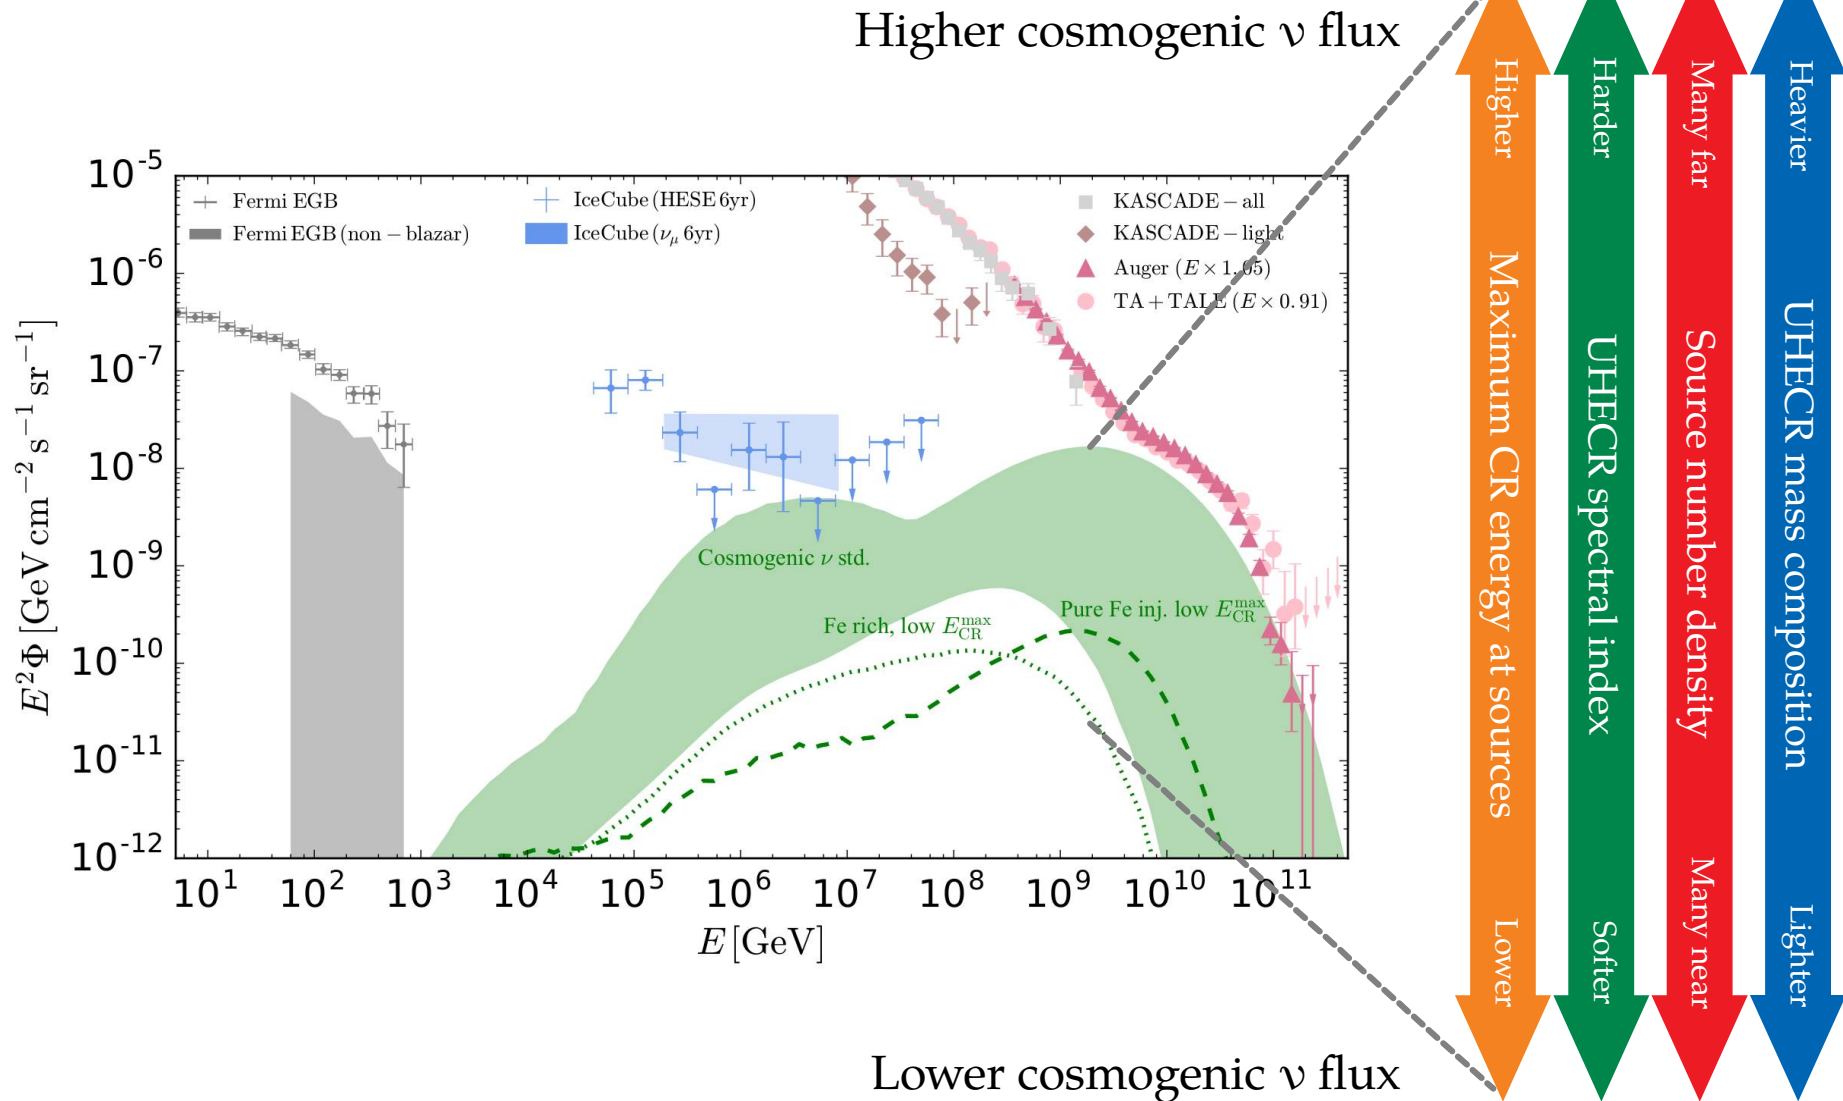 Higher cosmogenic ν flux
10^-5
10^-6
10^-7
10^-8
10^-9
10^-10
10^-11
10^-12
E²Φ [GeV cm⁻² s⁻¹ sr⁻¹]
Fermi EGB
Fermi EGB (non − blazar)
IceCube (HESE 6yr)
IceCube (ν_μ 6yr)
KASCADE − all
KASCADE − light
Auger (E × 1.05)
TA + TALE (E × 0.91)
Cosmogenic ν std.
Fe rich, low E_CR^max
Pure Fe inj. low E_CR^max
10^1
10^2
10^3
10^4
10^5
10^6
10^7
10^8
10^9
10^10
10^11
E [GeV]
Lower cosmogenic ν flux
Higher
Maximum CR energy at sources
Lower
Harder
UHECR spectral index
Softer
Many far
Source number density
Many near
Heavier
UHECR mass composition
Lighter